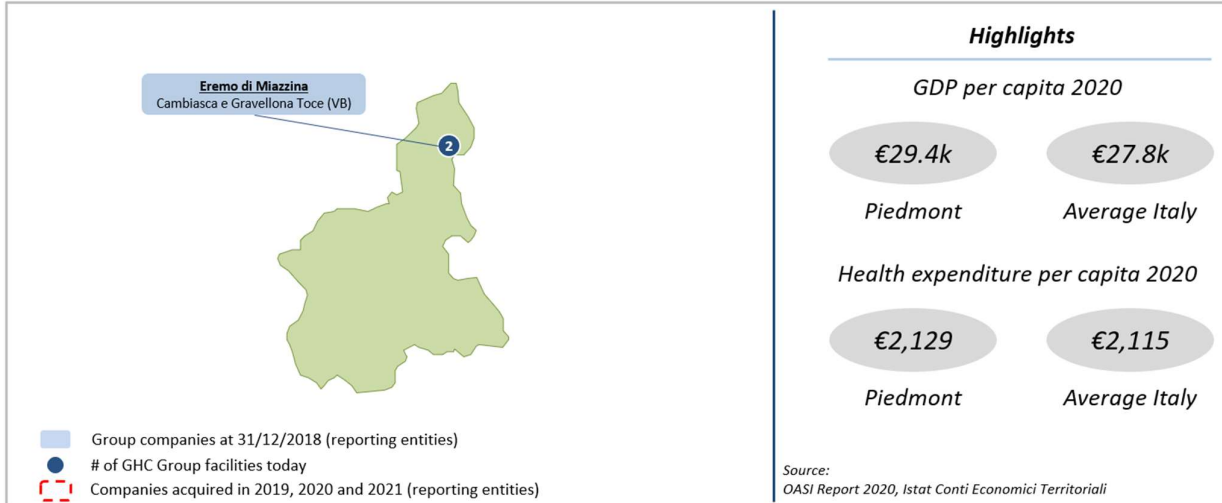 Eremo di Miazzina
Cambiasca e Gravellona Toce (VB)
2
Group companies at 31/12/2018 (reporting entities)
# of GHC Group facilities today
Companies acquired in 2019, 2020 and 2021 (reporting entities)
Highlights
GDP per capita 2020
€29.4k €27.8k
Piedmont Average Italy
Health expenditure per capita 2020
€2,129 €2,115
Piedmont Average Italy
Source:
OASI Report 2020, Istat Conti Economici Territoriali